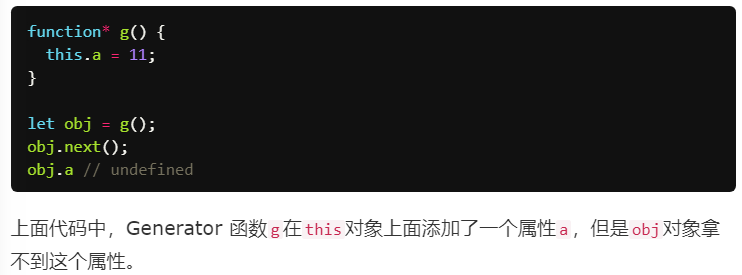 function* g() {
  this.a = 11;
}

let obj = g();
obj.next();
obj.a // undefined
上面代码中，Generator 函数g在this对象上面添加了一个属性a，但是obj对象拿
不到这个属性。